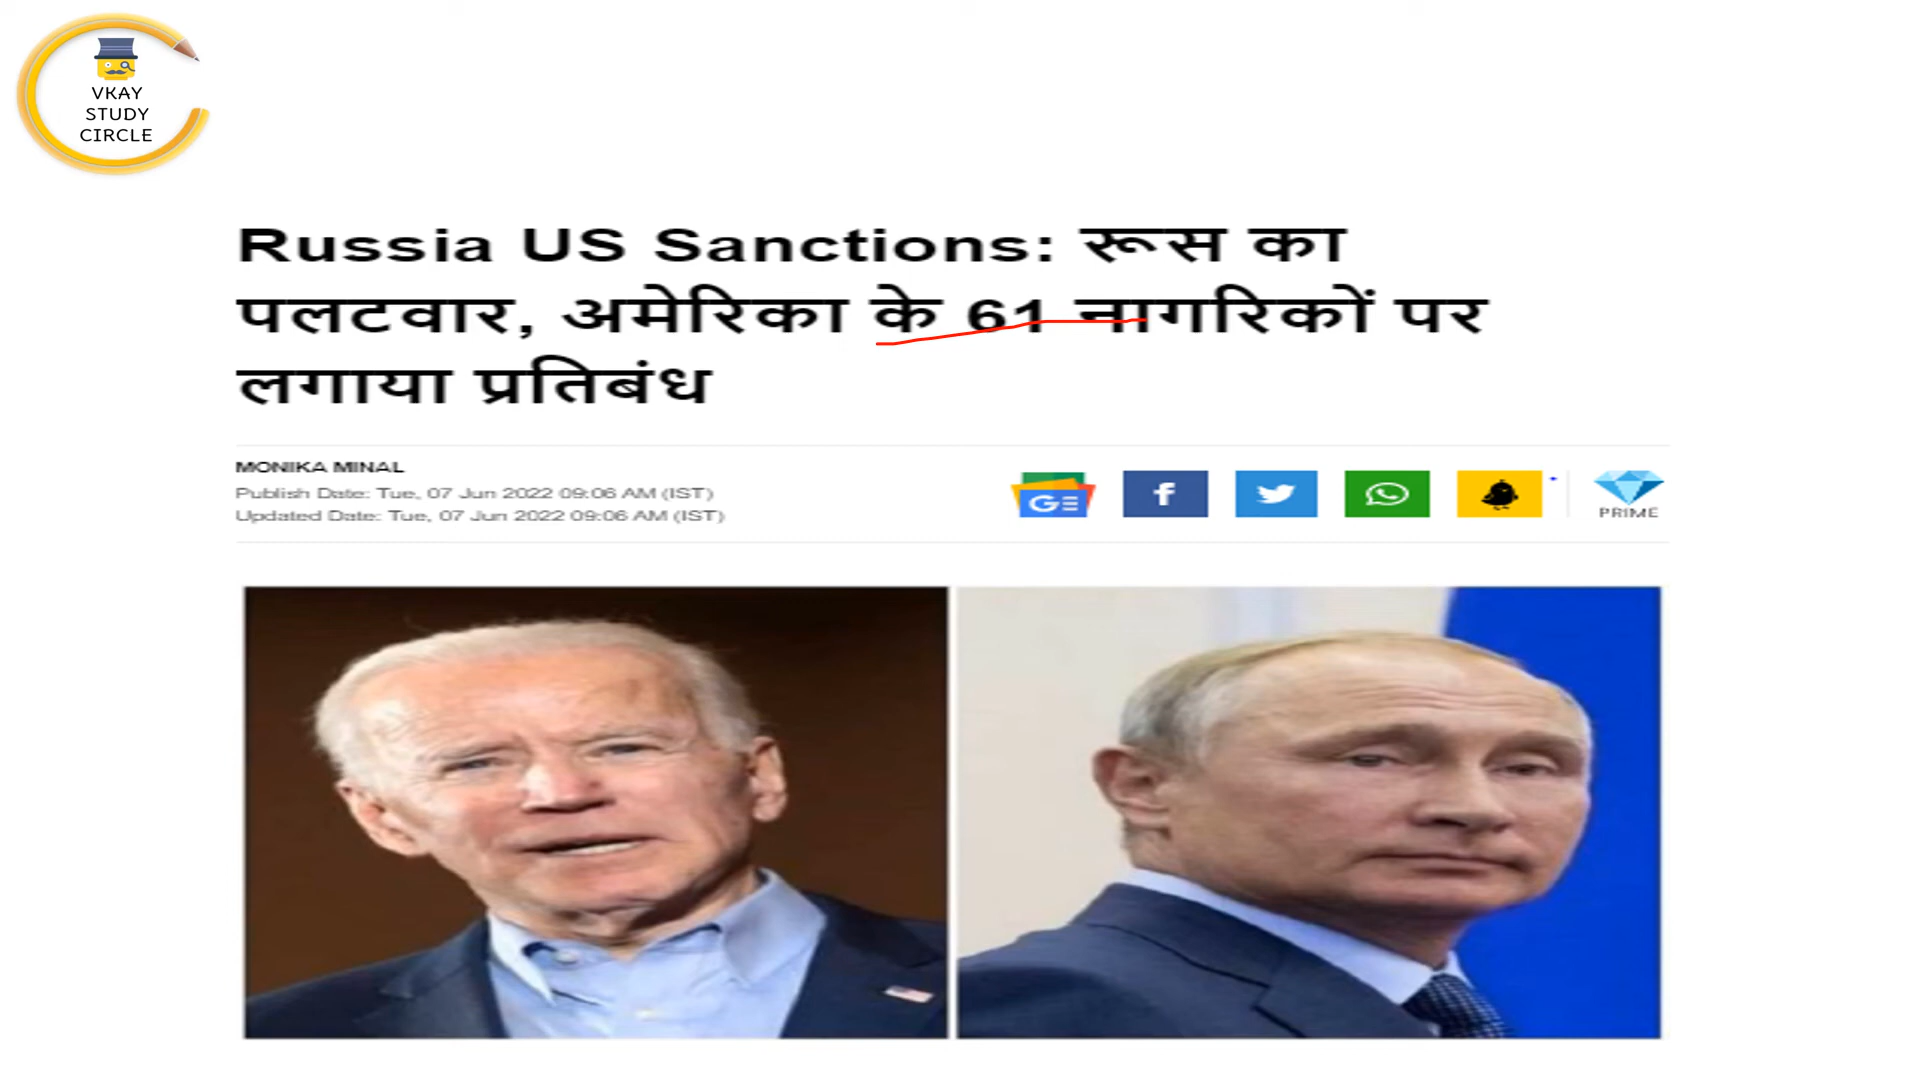 VKAY
STUDY
CIRCLE
Russia US Sanctions: रूस का
पलटवार, अमेरिका के 61 नागरिकों पर
लगाया प्रतिबंध
MONIKA MINAL
Publish Date: Tue, 07 Jun 2022 09:06 AM (IST)
Updated Date: Tue, 07 Jun 2022 09:06 AM (IST)
PRIME